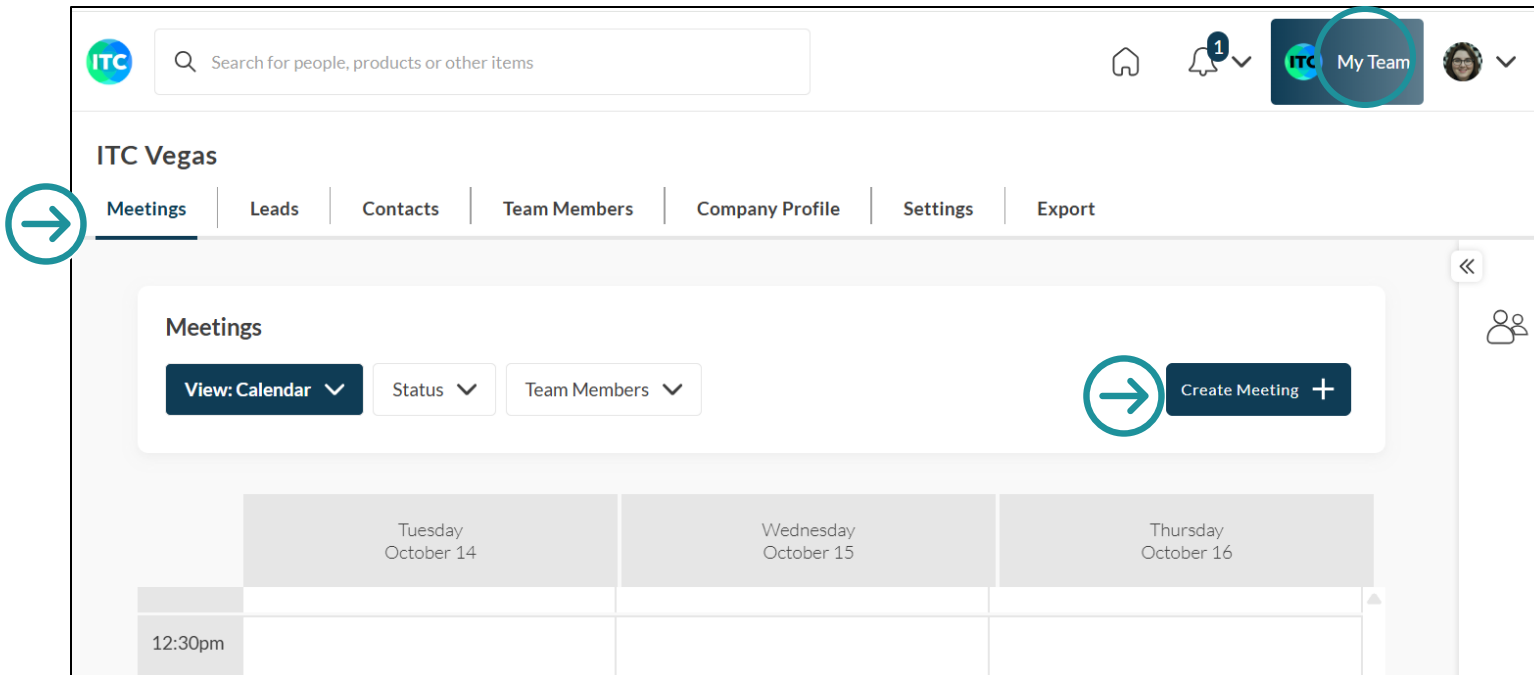 ITC
Search for people, products or other items
1
ITC
My Team
ITC Vegas
Meetings
Leads
Contacts
Team Members
Company Profile
Settings
Export
Meetings
View: Calendar
Status
Team Members
Create Meeting
Tuesday
October 14
Wednesday
October 15
Thursday
October 16
12:30pm